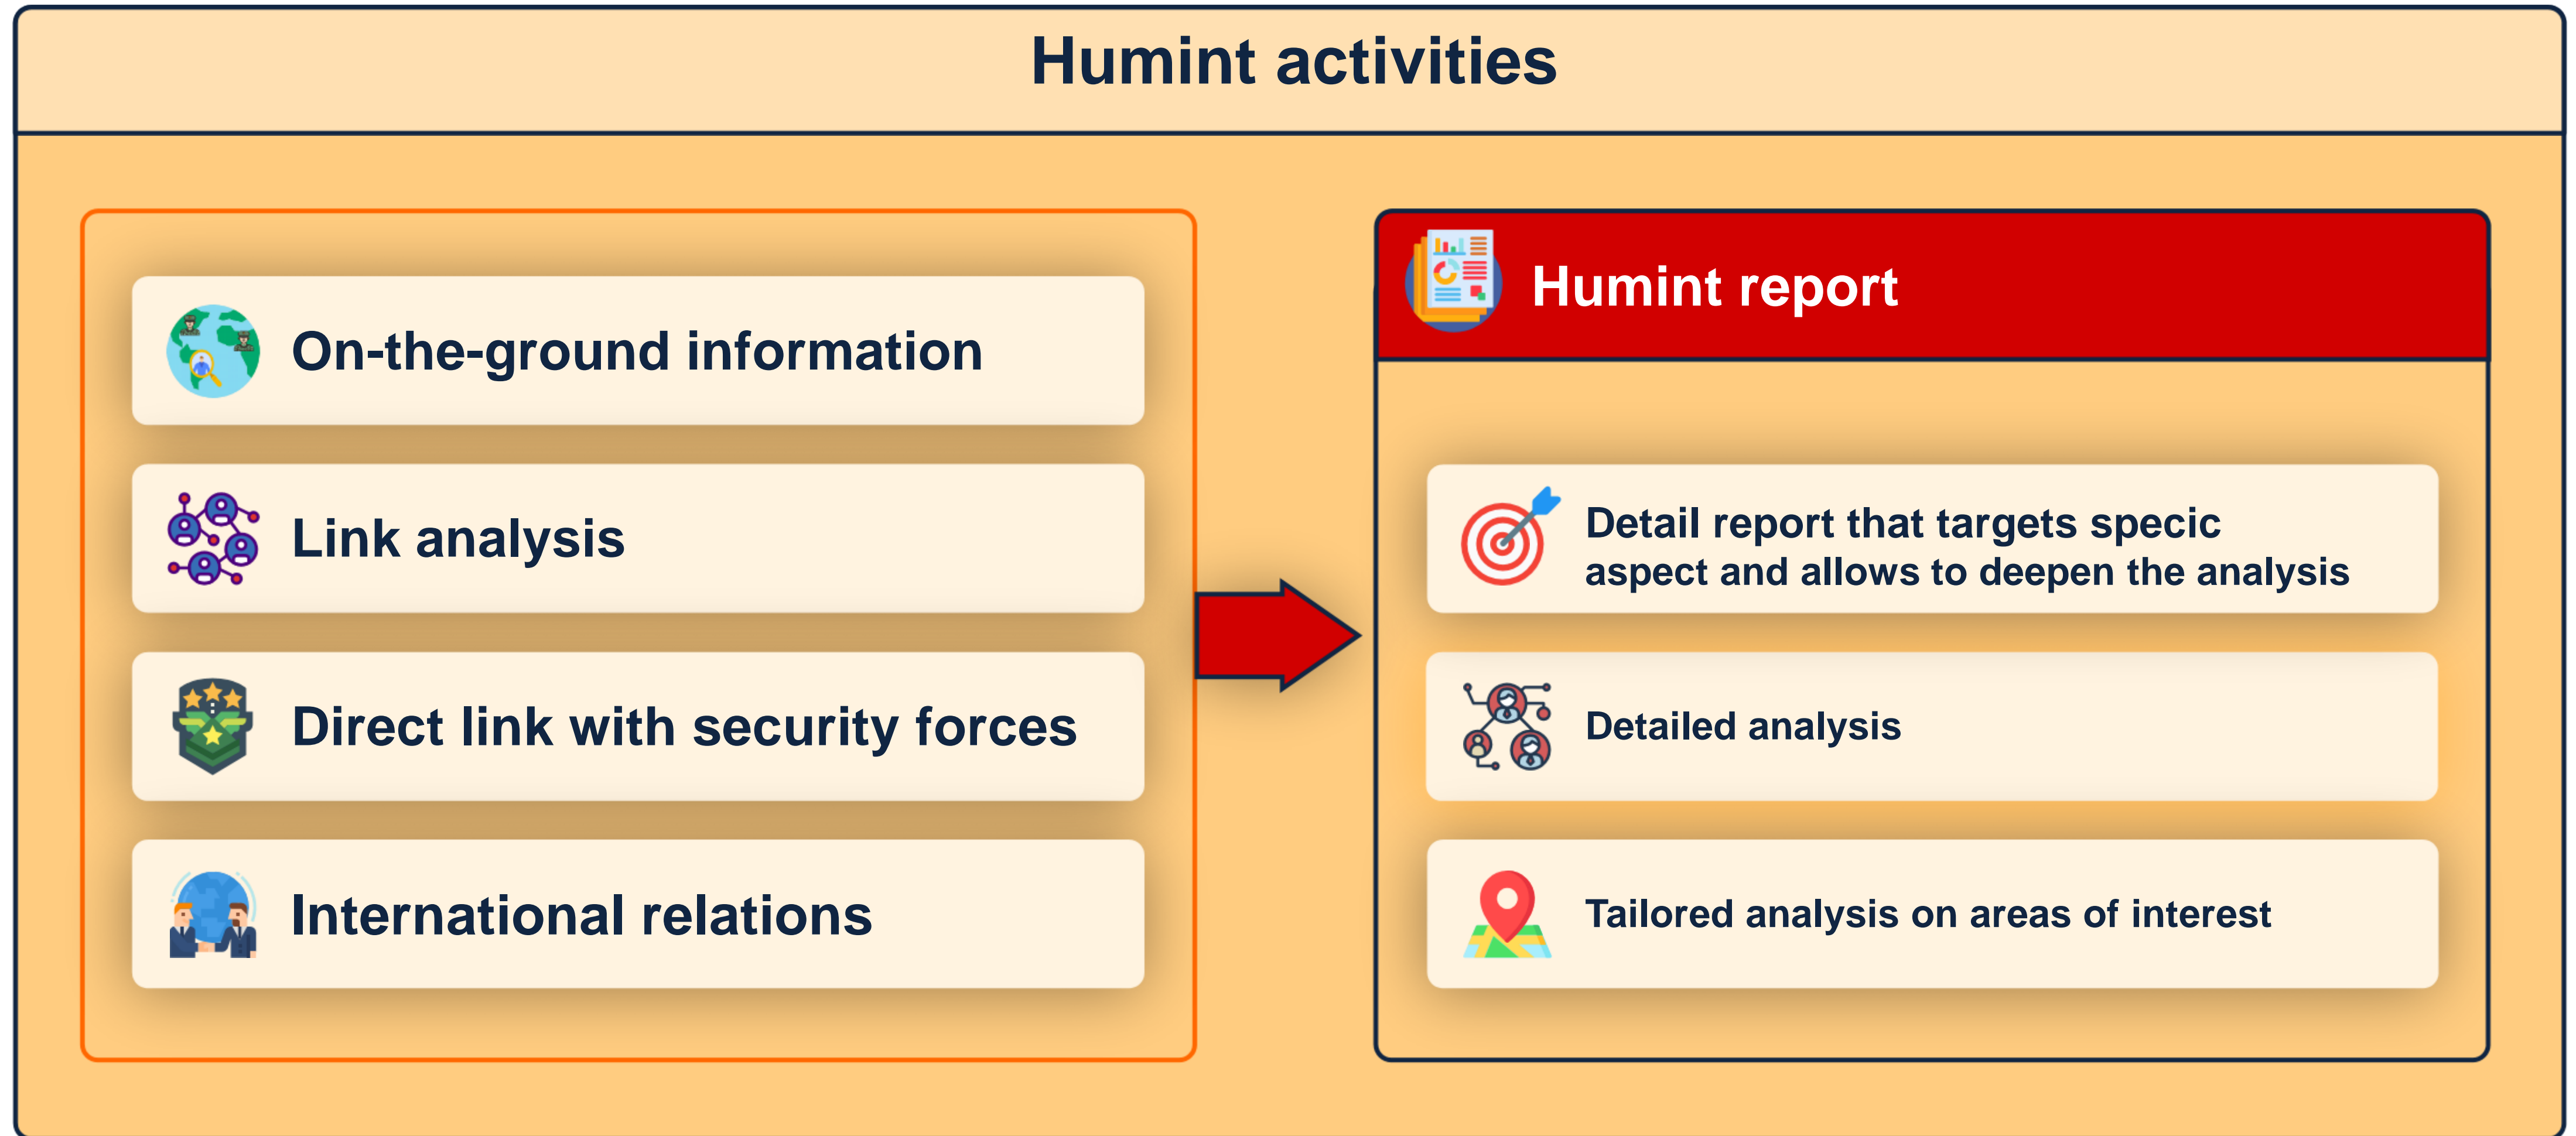 Humint activities
On-the-ground information
Link analysis
Direct link with security forces
International relations
Humint report
Detail report that targets specic
aspect and allows to deepen the analysis
Detailed analysis
Tailored analysis on areas of interest